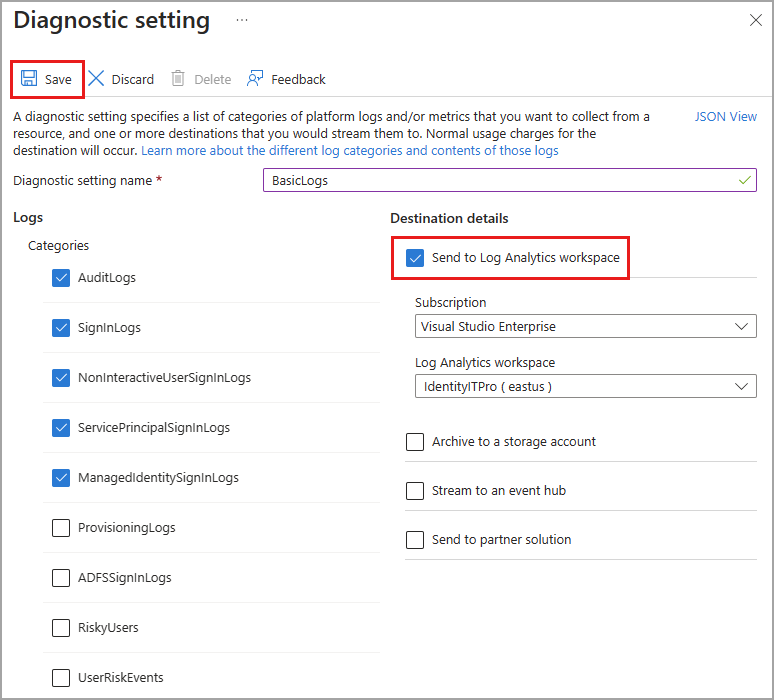 Diagnostic setting ...
Save Discard Delete Feedback
A diagnostic setting specifies a list of categories of platform logs and/or metrics that you want to collect from a
resource, and one or more destinations that you would stream them to. Normal usage charges for the
destination will occur. Learn more about the different log categories and contents of those logs
JSON View
Diagnostic setting name *
BasicLogs
Logs
Categories
AuditLogs
SignInLogs
NonInteractiveUserSignInLogs
ServicePrincipalSignInLogs
ManagedIdentitySignInLogs
ProvisioningLogs
ADFSSignInLogs
RiskyUsers
UserRiskEvents
Destination details
Send to Log Analytics workspace
Subscription
Visual Studio Enterprise
Log Analytics workspace
IdentityITPro ( eastus )
Archive to a storage account
Stream to an event hub
Send to partner solution